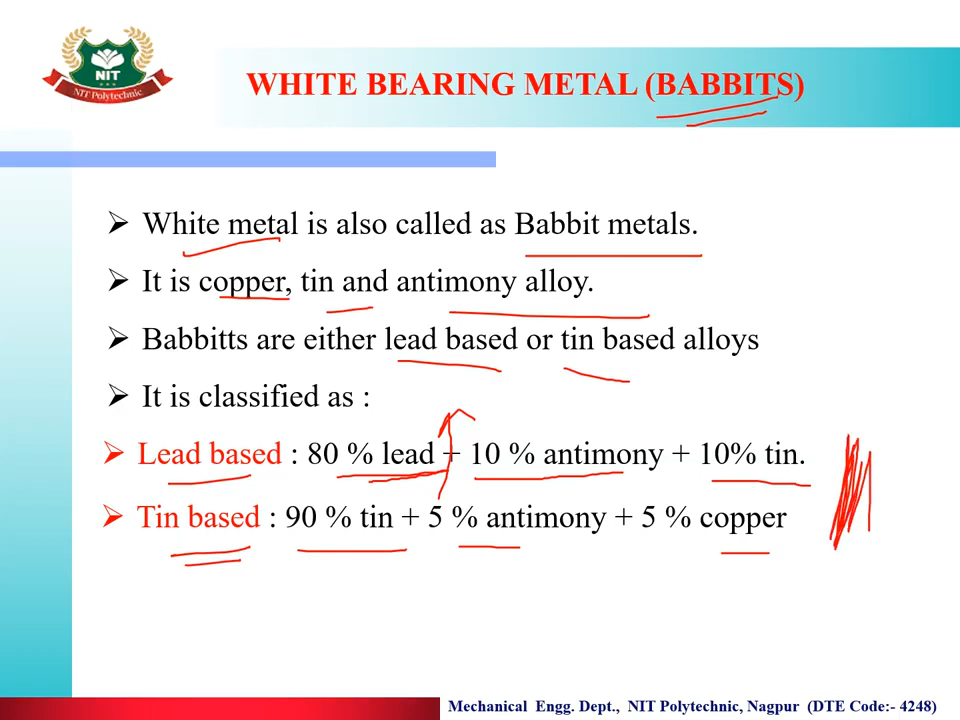 NIT
NIT Polytechnic
WHITE BEARING METAL (BABBITS)
➢ White metal is also called as Babbit metals.
➢ It is copper, tin and antimony alloy.
➢ Babbitts are either lead based or tin based alloys
➢ It is classified as :
➢ Lead based : 80 % lead + 10 % antimony + 10% tin.
➢ Tin based : 90 % tin + 5 % antimony + 5 % copper
Mechanical Engg. Dept., NIT Polytechnic, Nagpur (DTE Code:- 4248)